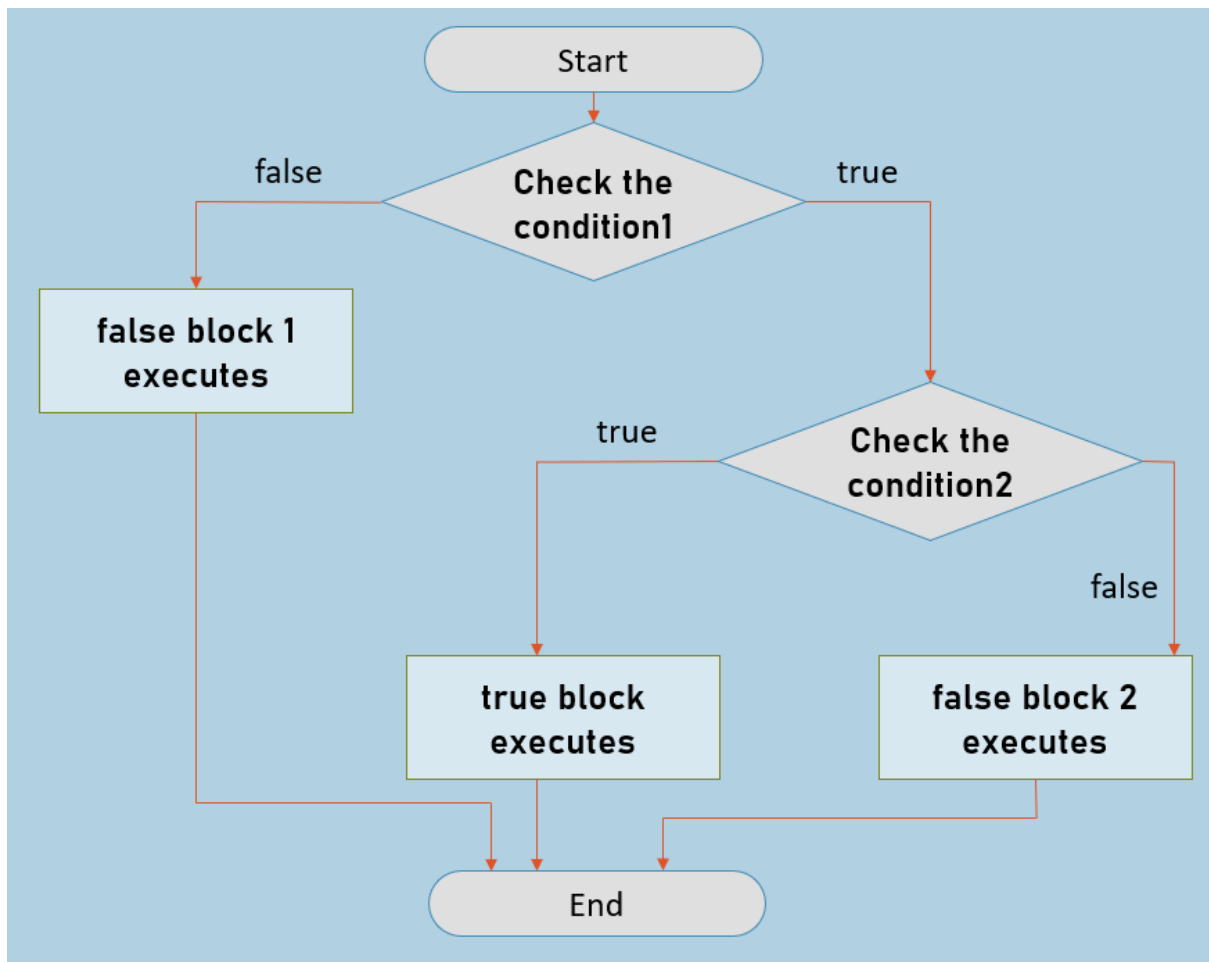 Start
false
Check the
condition1
true
false block 1
executes
true
Check the
condition2
false
true block
executes
false block 2
executes
End